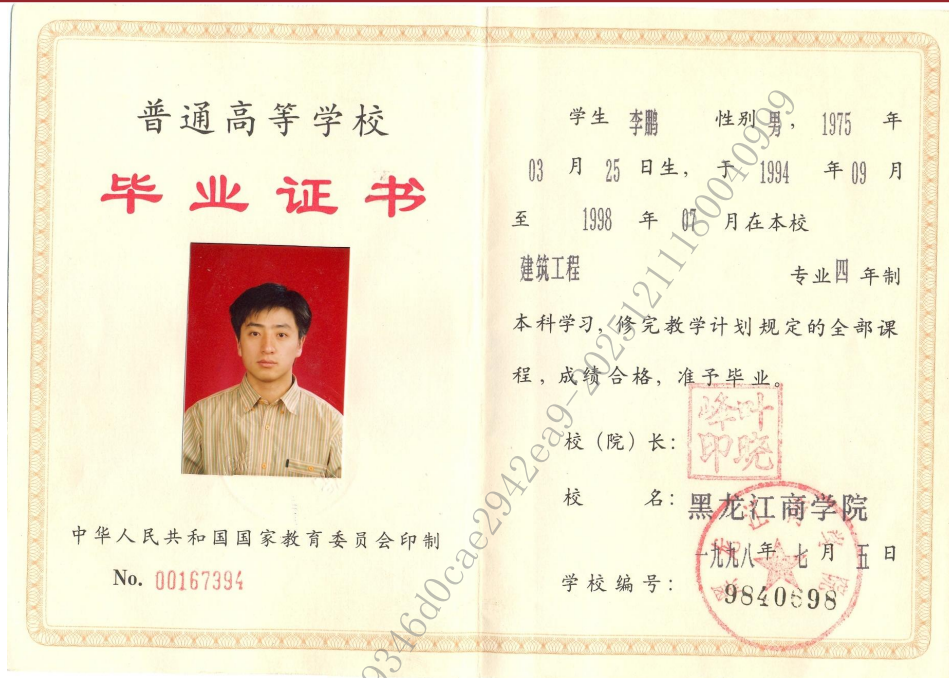 普通高等学校
毕业证书
中华人民共和国国家教育委员会印制
No. 00167394
学生 李鹏 性别 男，1975 年
03 月 25 日生，于 1994 年 09 月
至 1998 年 07 月在本校
建筑工程 专业 四 年制
本科学习，修完教学计划规定的全部课
程，成绩合格，准予毕业。
校（院）长：
叶晓峰印
校 名：黑龙江商学院
一九九八年 七 月 五 日
学校编号：9840698